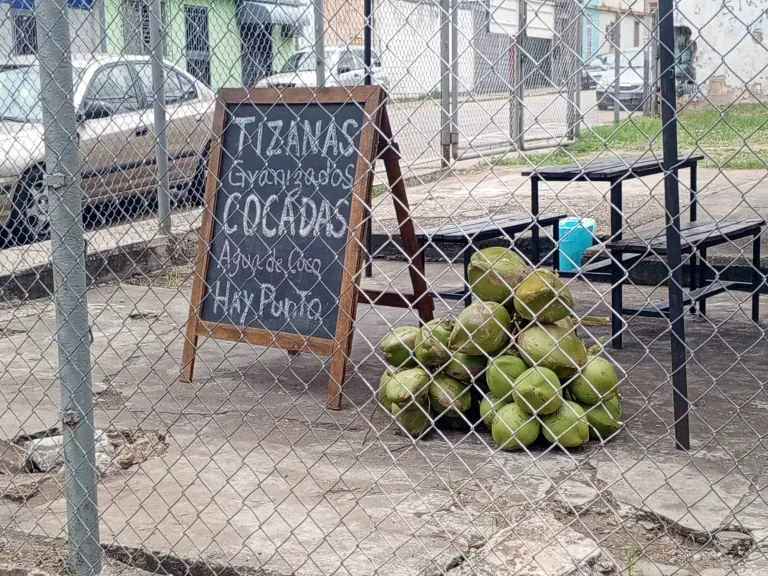 TIZANAS
Granizados
COCADAS
Agua de Coco
Hay Punto